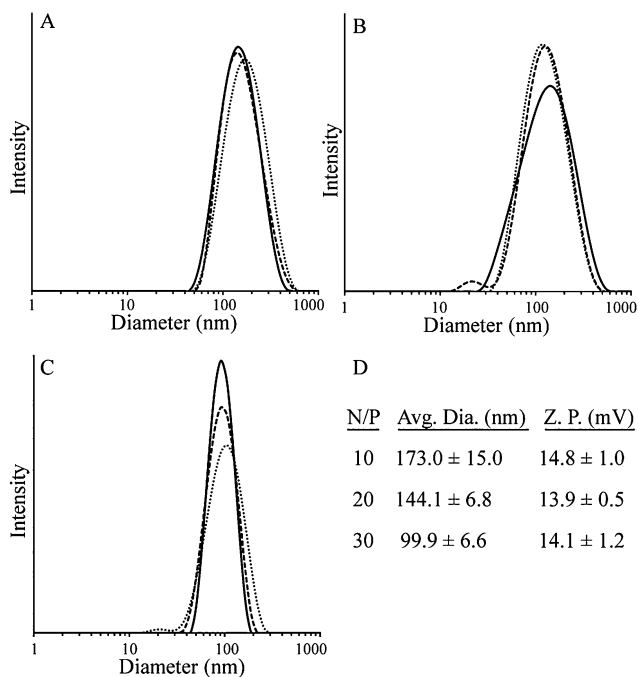 A
Intensity
1 10 100 1000
Diameter (nm)
B
Intensity
1 10 100 1000
Diameter (nm)
C
Intensity
1 10 100 1000
Diameter (nm)
D
N/P Avg. Dia. (nm) Z. P. (mV)
10 173.0 ± 15.0 14.8 ± 1.0
20 144.1 ± 6.8 13.9 ± 0.5
30 99.9 ± 6.6 14.1 ± 1.2